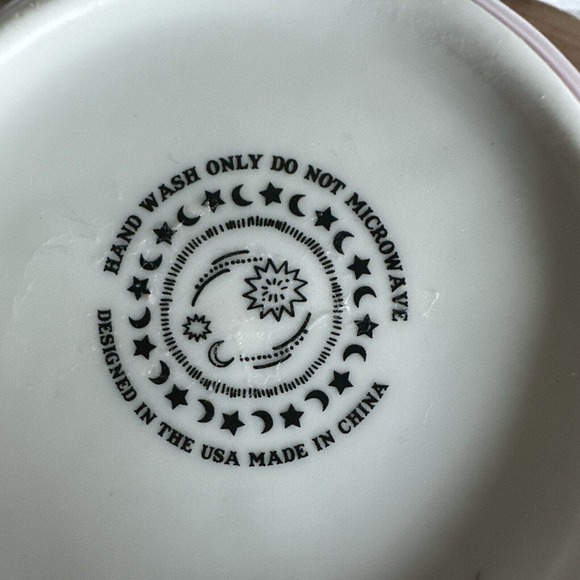 HAND WASH ONLY DO NOT MICROWAVE
DESIGNED IN THE USA MADE IN CHINA